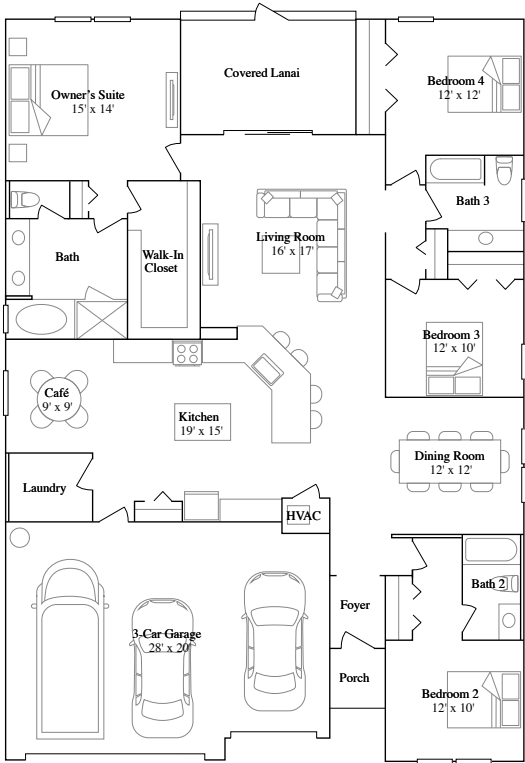 Covered Lanai
Bedroom 4
12' x 12'
Owner's Suite
15' x 14'
Bath 3
Living Room
16' x 17'
Bath
Walk-In
Closet
Bedroom 3
12' x 10'
Café
9' x 9'
Kitchen
19' x 15'
Dining Room
12' x 12'
Laundry
HVAC
Bath 2
Foyer
3-Car Garage
28' x 20'
Porch
Bedroom 2
12' x 10'